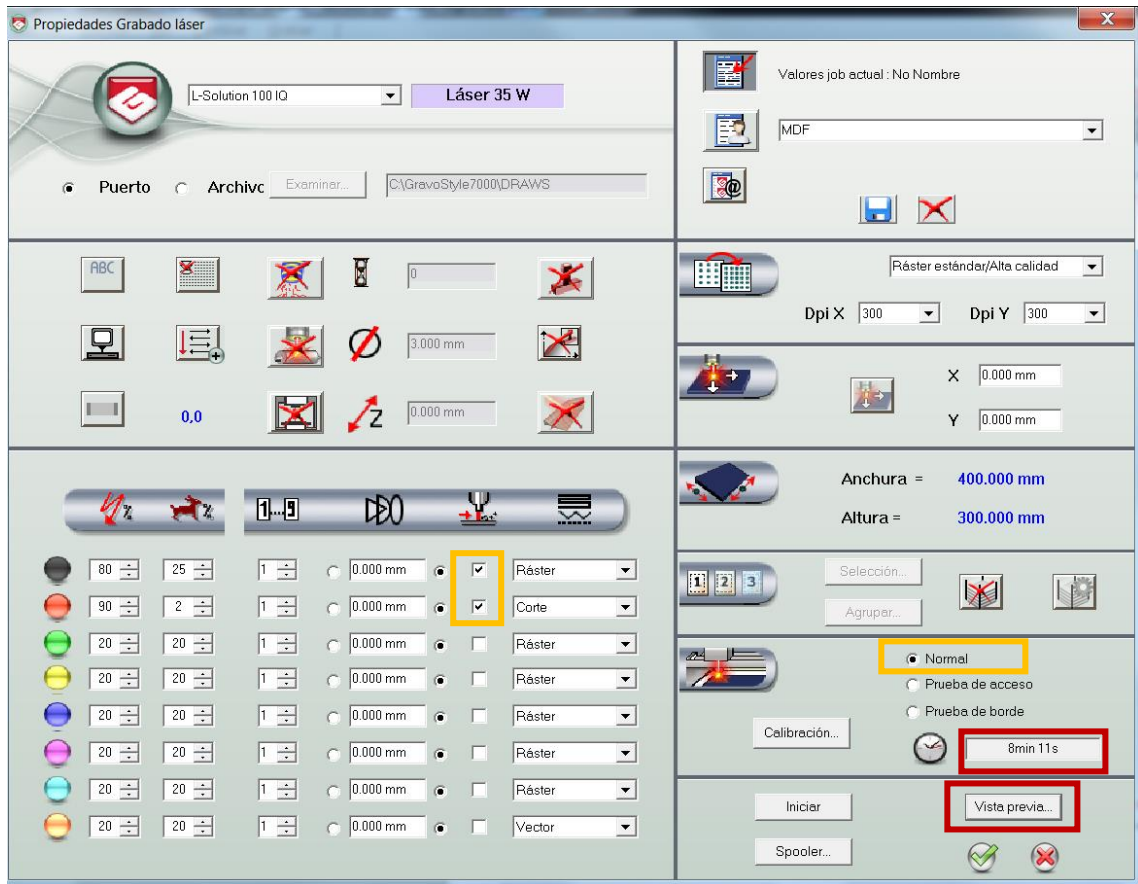 Propiedades Grabado láser
X
L-Solution 100 IQ
Láser 35 W
Puerto
Archivc
Examinar...
C:\GravoStyle7000\DRAWS
Valores job actual : No Nombre
MDF
@
ABC
0
3.000 mm
0,0
Z
0.000 mm
Ráster estándar/Alta calidad
Dpi X 300 Dpi Y 300
X 0.000 mm
Y 0.000 mm
Anchura = 400.000 mm
Altura = 300.000 mm
% % 1...9
80 25 1 0.000 mm Ráster
90 2 1 0.000 mm Corte
20 20 1 0.000 mm Ráster
20 20 1 0.000 mm Ráster
20 20 1 0.000 mm Ráster
20 20 1 0.000 mm Ráster
20 20 1 0.000 mm Ráster
20 20 1 0.000 mm Vector
1 2 3
Selección...
Agrupar...
Normal
Prueba de acceso
Prueba de borde
Calibración...
8min 11s
Iniciar
Vista previa...
Spooler...